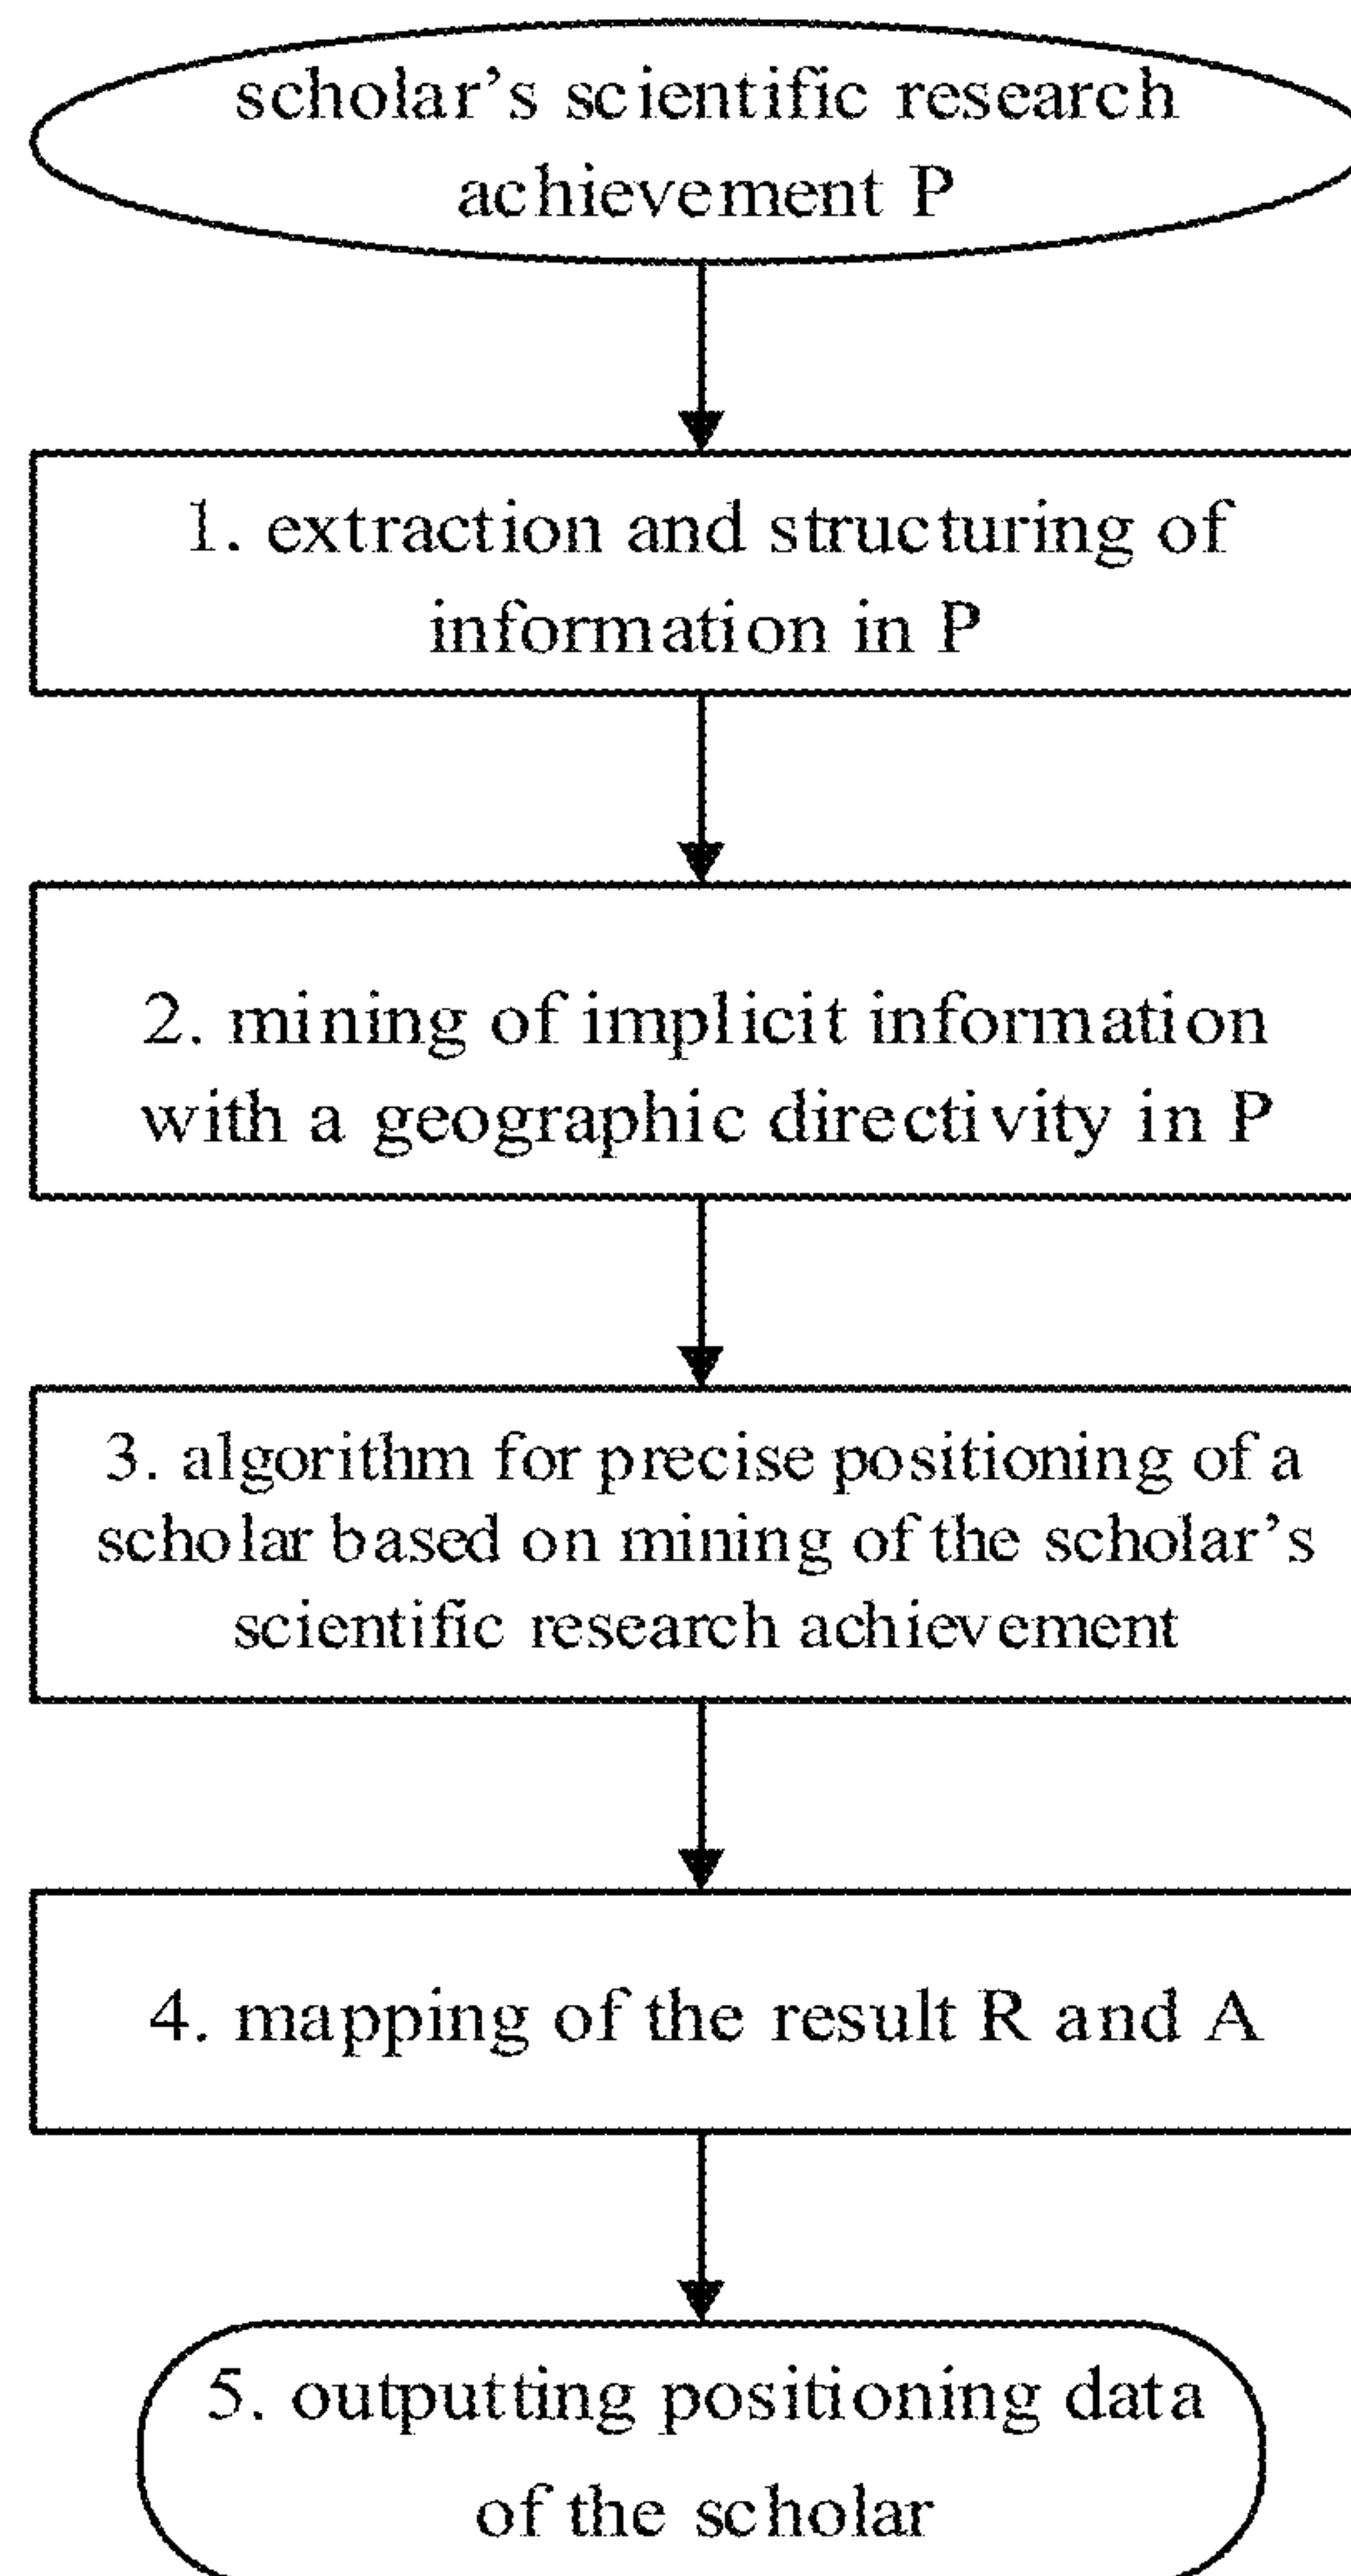 scholar's scientific research
achievement P
1. extraction and structuring of
information in P
2. mining of implicit information
with a geographic directivity in P
3. algorithm for precise positioning of a
scholar based on mining of the scholar's
scientific research achievement
4. mapping of the result R and A
5. outputting positioning data
of the scholar